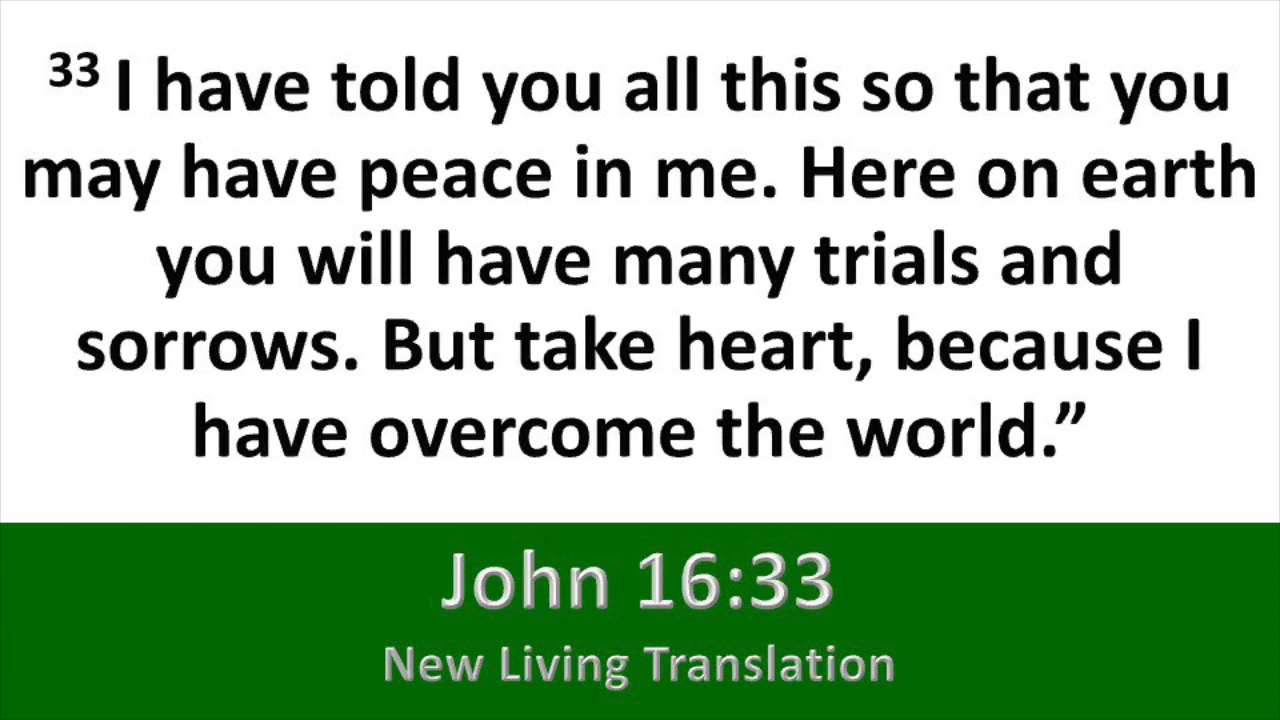 33 I have told you all this so that you
may have peace in me. Here on earth
you will have many trials and
sorrows. But take heart, because I
have overcome the world.”
John 16:33
New Living Translation